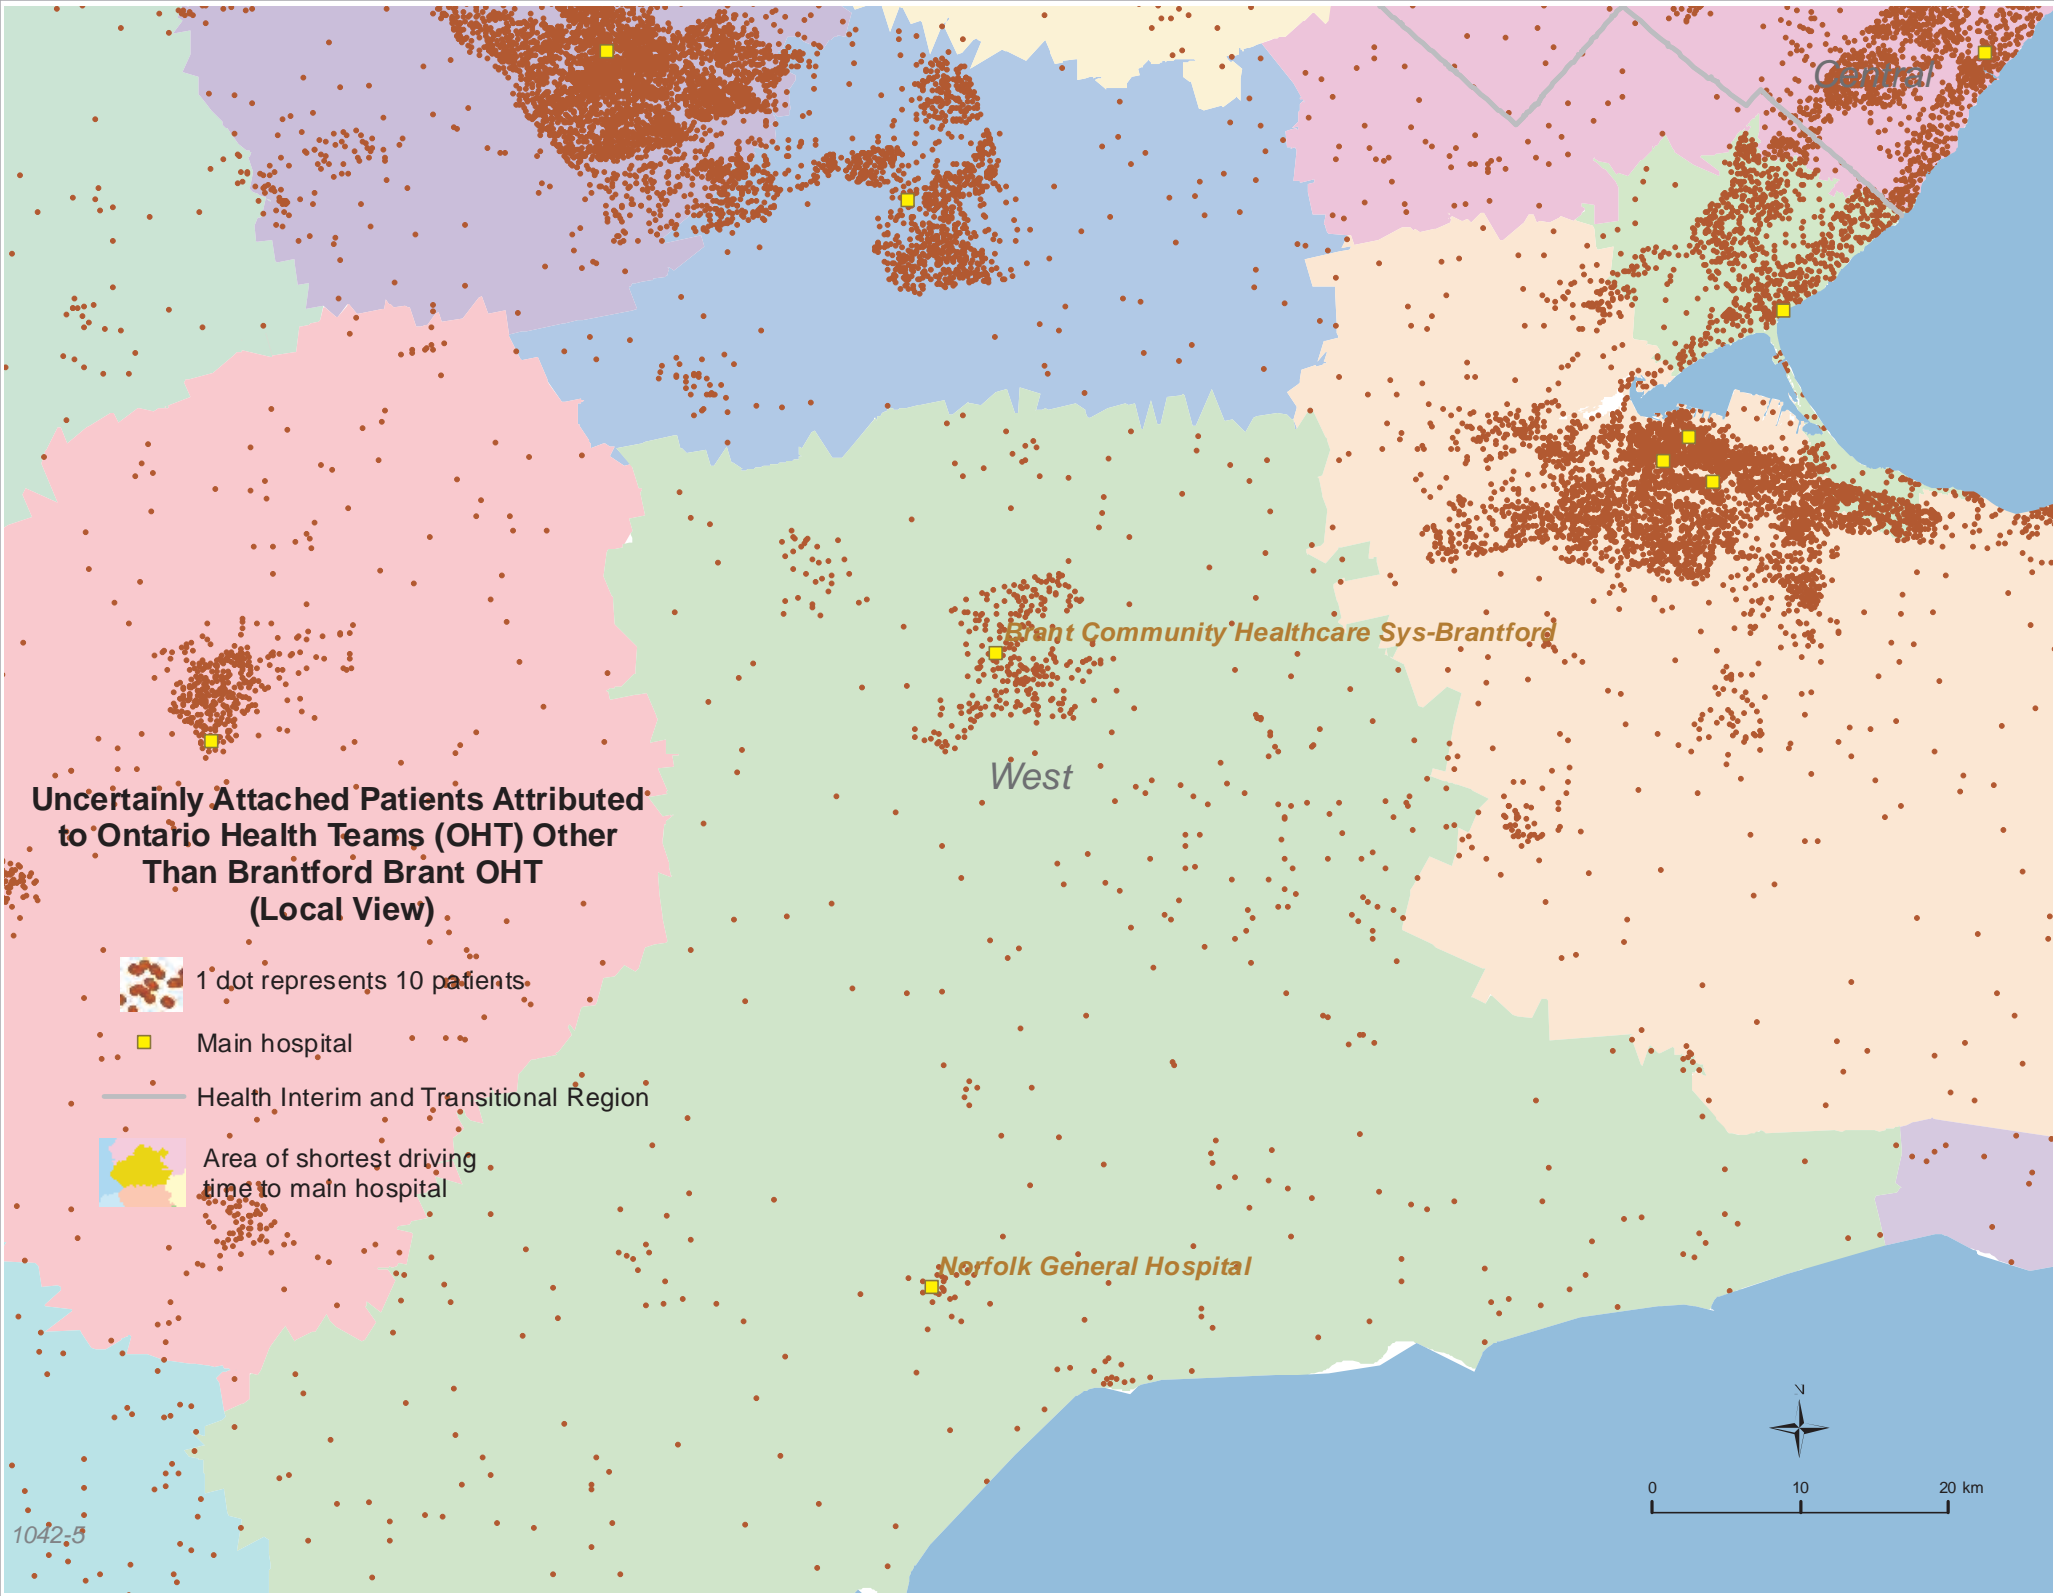 Central
Brant Community Healthcare Sys-Brantford
West
Uncertainly Attached Patients Attributed
to Ontario Health Teams (OHT) Other
Than Brantford Brant OHT
(Local View)
1 dot represents 10 patients
Main hospital
Health Interim and Transitional Region
Area of shortest driving
time to main hospital
Norfolk General Hospital
N
0 10 20 km
1042-5